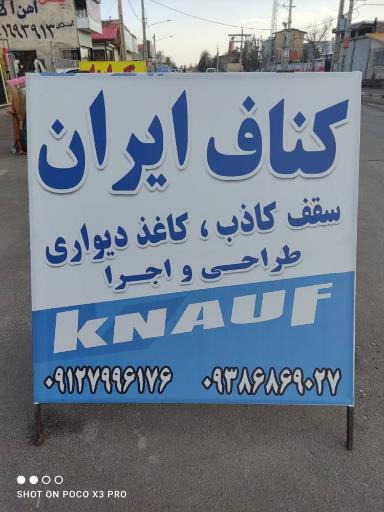 کناف ایران
سقف کاذب ، کاغذ دیواری
طراحی و اجرا
KNAUF
۰۹۱۲۷۹۹۶۱۷۶ ۰۹۳۸۶۸۶۹۰۲۷
SHOT ON POCO X3 PRO